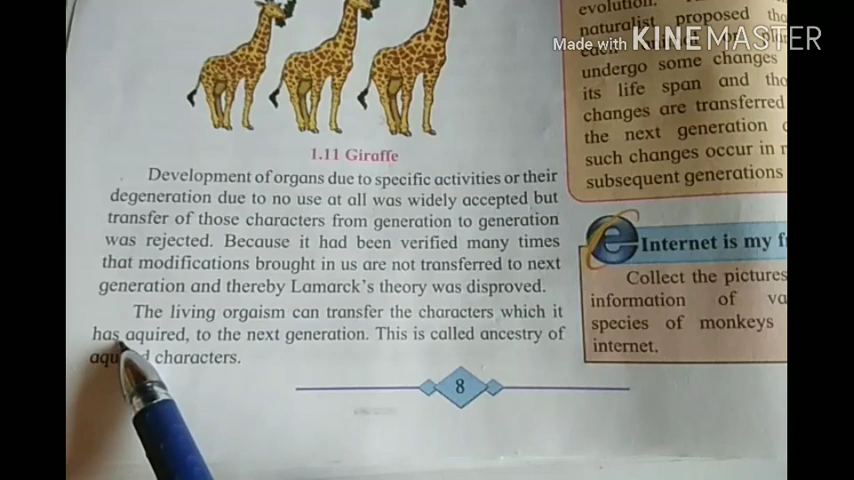 Made with KINEMASTER
1.11 Giraffe
Development of organs due to specific activities or their
degeneration due to no use at all was widely accepted but
transfer of those characters from generation to generation
was rejected. Because it had been verified many times
that modifications brought in us are not transferred to next
generation and thereby Lamarck's theory was disproved.
The living orgaism can transfer the characters which it
has aquired, to the next generation. This is called ancestry of
characters.
8
evolution.
naturalist proposed
undergo some changes
its life span and
changes are transferred
the next generation
such changes occur in
subsequent generations
Internet is my
Collect the pictures
information of
species of monkeys
internet.